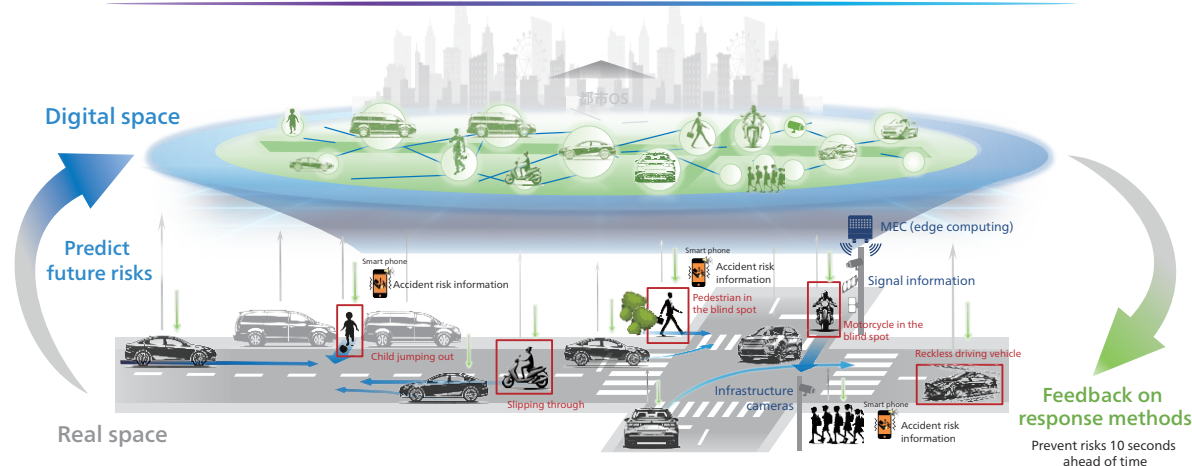 都市OS
Digital space
MEC (edge computing)
Predict
future risks
Smart phone
Accident risk information
Smart phone
Accident risk
information
Signal information
Pedestrian in
the blind spot
Motorcycle in the
blind spot
Child jumping out
Reckless driving vehicle
Slipping through
Infrastructure
cameras
Smart phone
Accident risk
information
Real space
Feedback on
response methods
Prevent risks 10 seconds
ahead of time